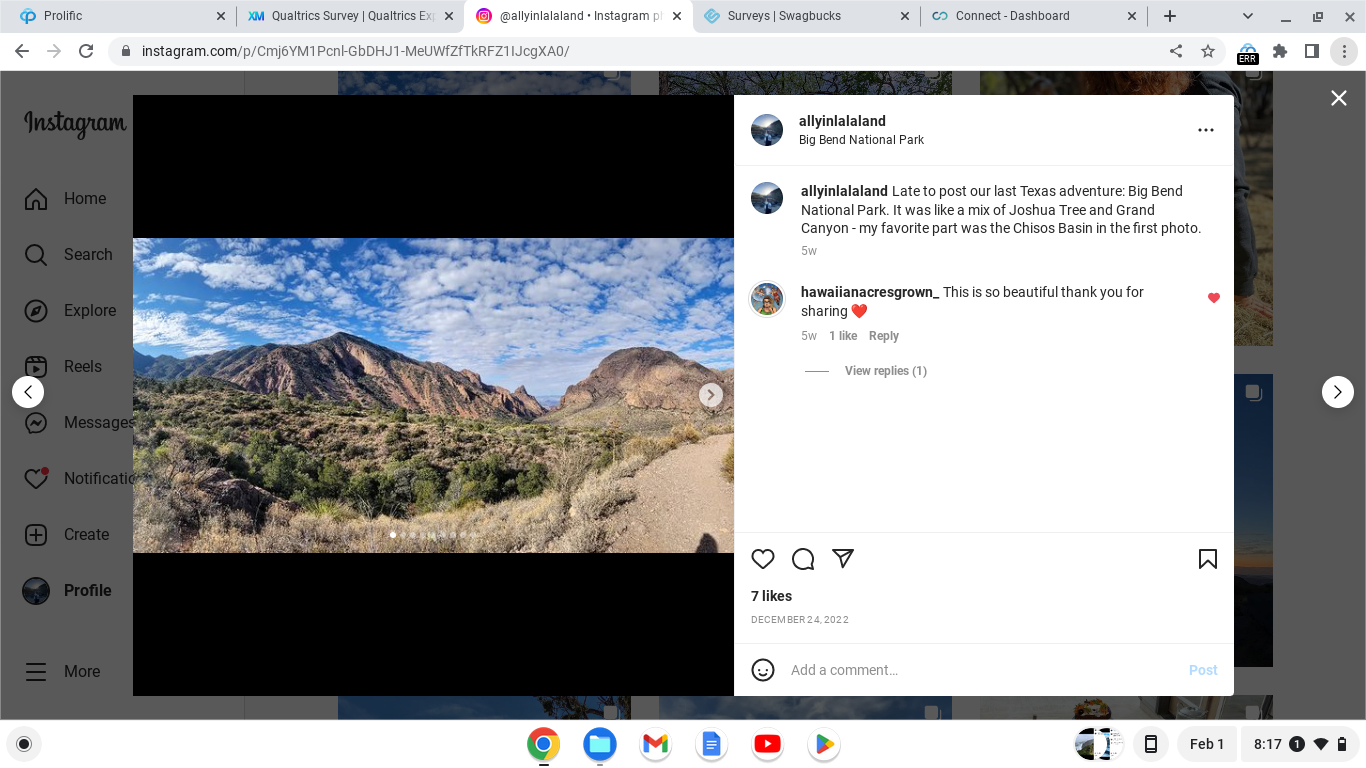 Prolific
Qualtrics Survey | Qualtrics Exp
@allyinlalaland • Instagram ph
Surveys | Swagbucks
Connect - Dashboard
instagram.com/p/Cmj6YM1Pcnl-GbDHJ1-MeUWfZfTkRFZ1IJcgXA0/
ERR
Instagram
Home
Search
Explore
Reels
Messages
Notificatio
Create
Profile
More
allyinlalaland
Big Bend National Park
allyinlalaland Late to post our last Texas adventure: Big Bend
National Park. It was like a mix of Joshua Tree and Grand
Canyon - my favorite part was the Chisos Basin in the first photo.
5w
hawaiianacresgrown_ This is so beautiful thank you for
sharing ❤️
5w 1 like Reply
View replies (1)
7 likes
DECEMBER 24, 2022
Add a comment…
Post
Feb 1
8:17 1